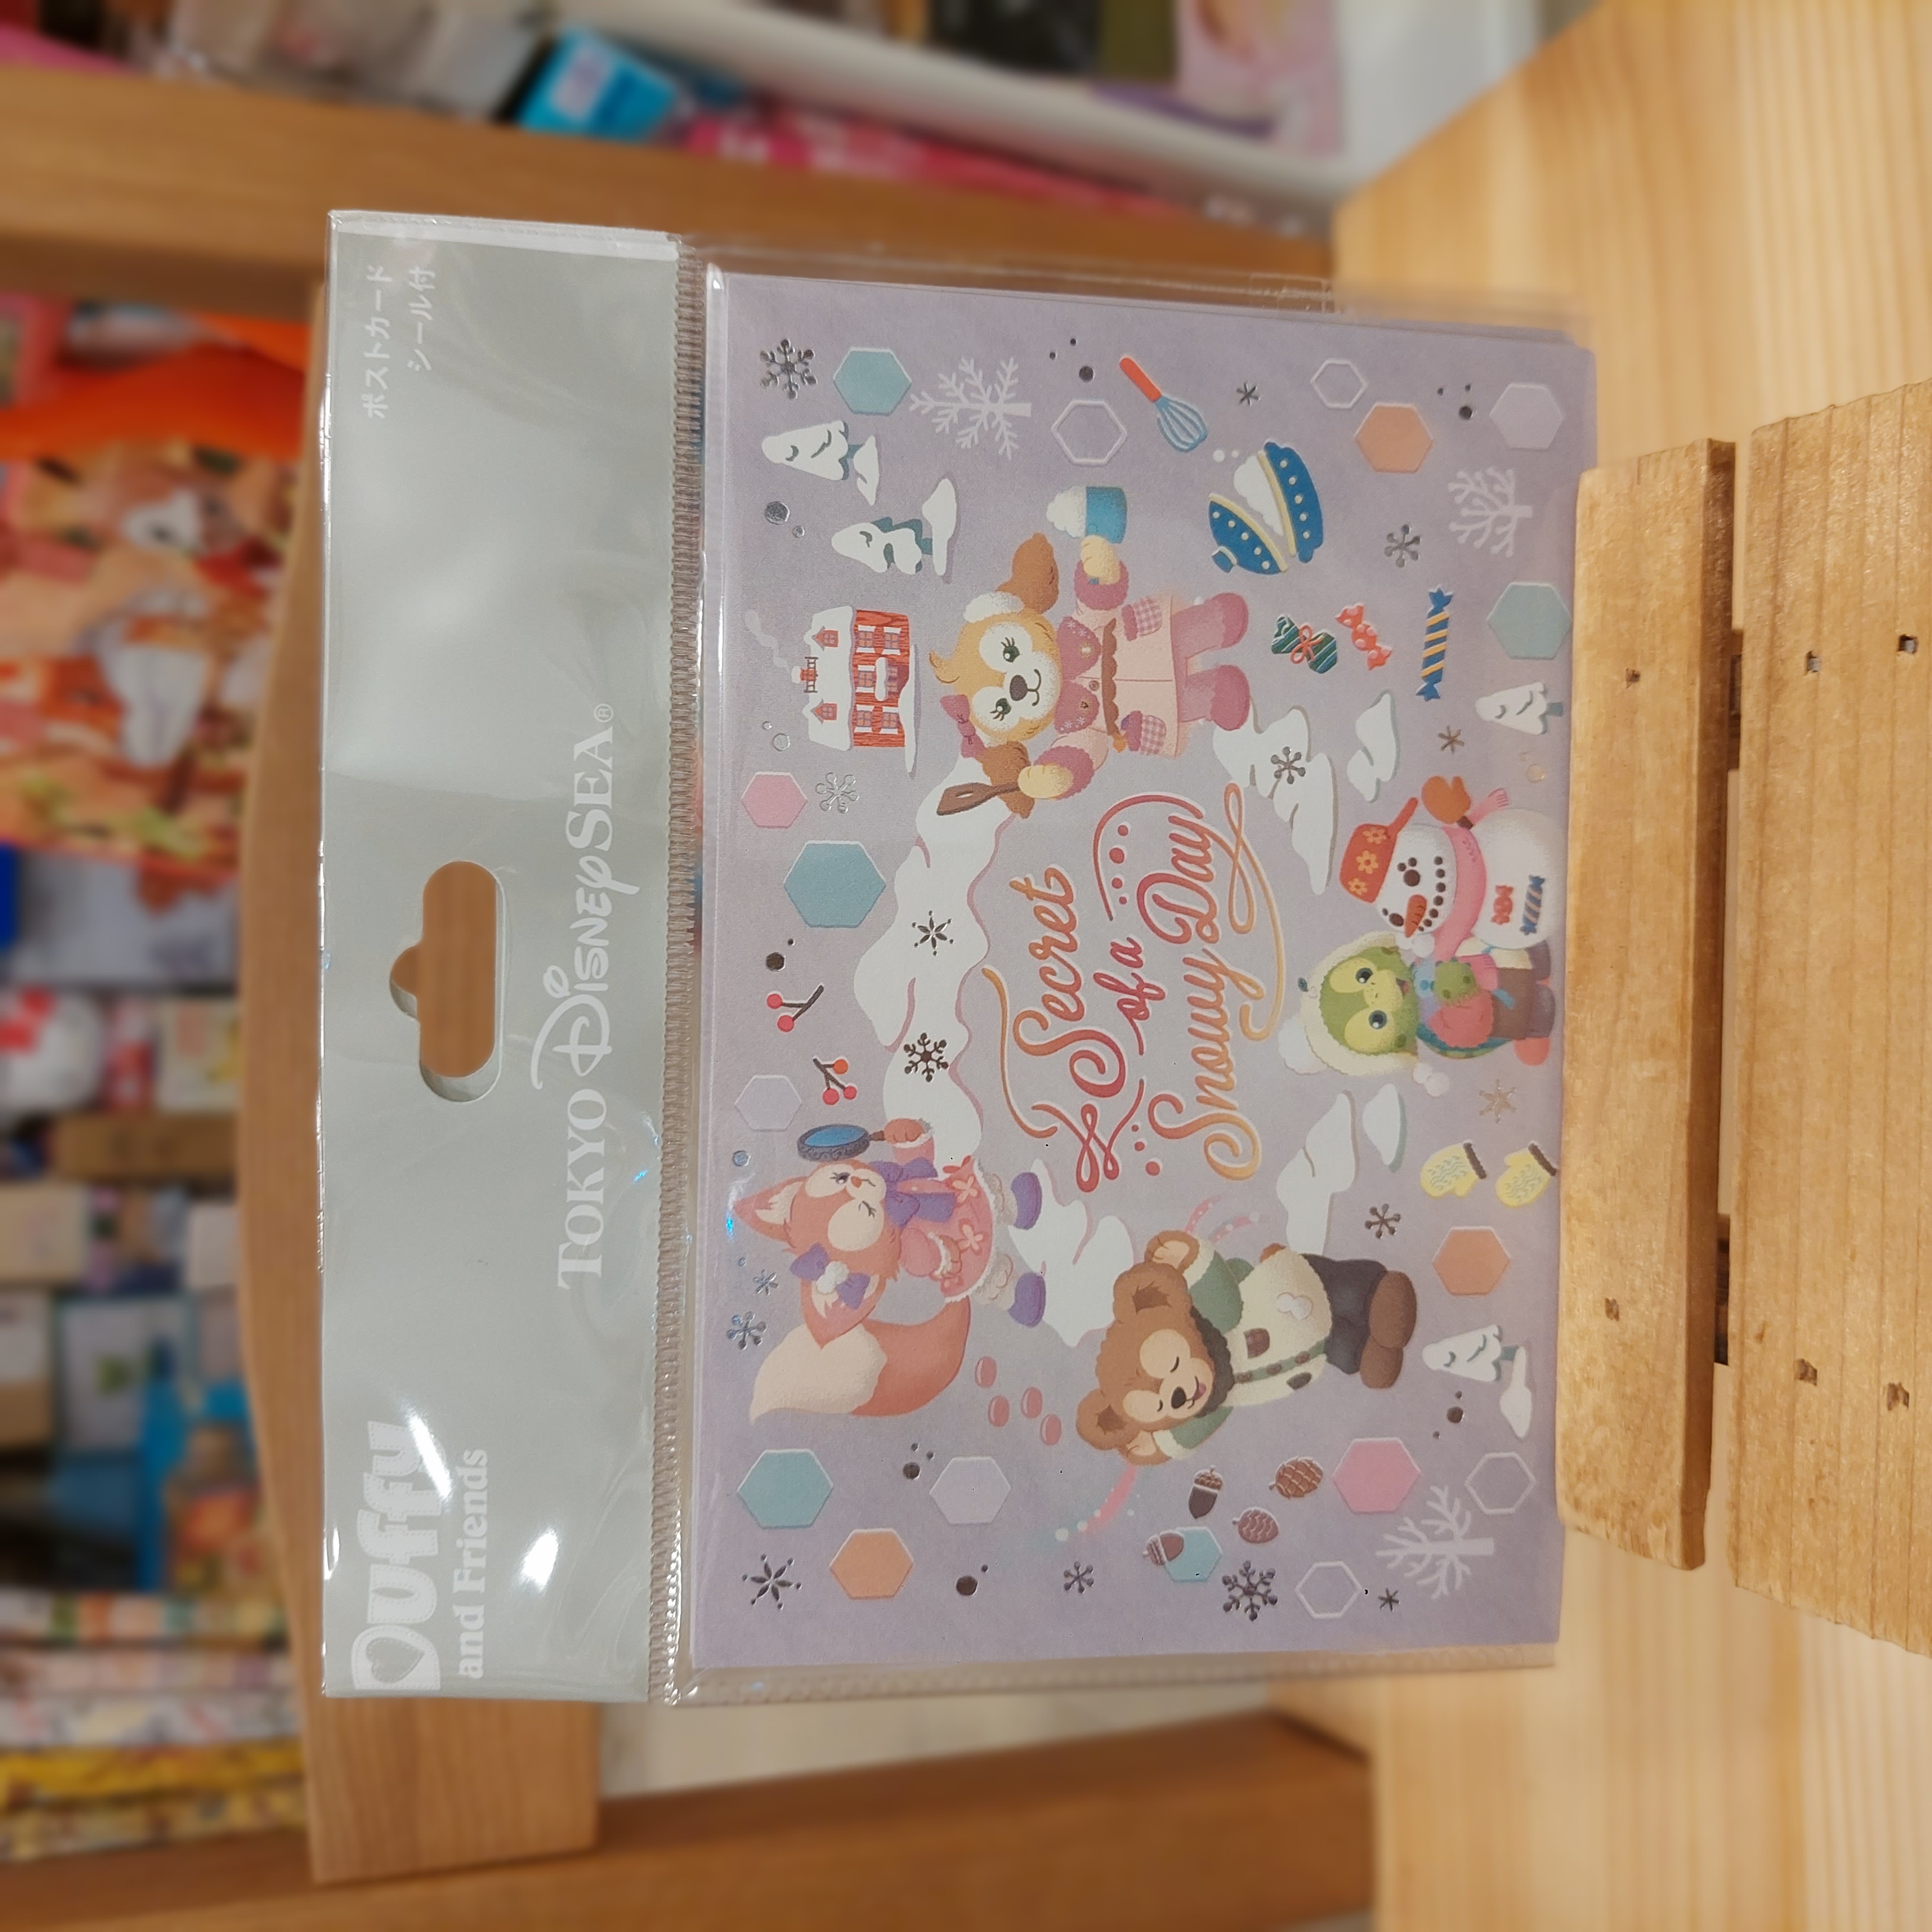 Duffy
and Friends
ポストカード
シール付
TOKYO DISNEYSEA®
Secret
of a
Snowy Day